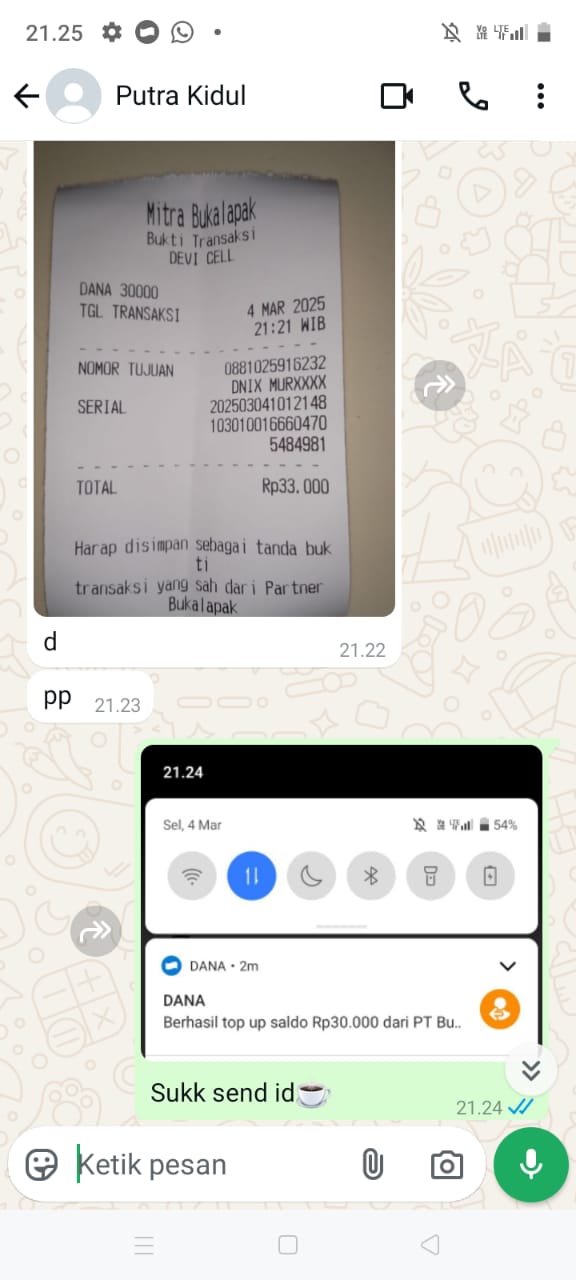 21.25
Putra Kidul
Mitra Bukalapak
Bukti Transaksi
DEVI CELL
DANA 30000
TGL TRANSAKSI 4 MAR 2025
21:21 WIB
NOMOR TUJUAN 0881025916232
DNIX MURXXXX
SERIAL 202503041012148
103010016660470
5484981
TOTAL Rp33.000
Harap disimpan sebagai tanda buk
ti
transaksi yang sah dari Partner
Bukalapak
d
21.22
pp 21.23
21.24
Sel, 4 Mar 54%
DANA • 2m
DANA
Berhasil top up saldo Rp30.000 dari PT Bu..
Sukk send id☕
21.24
Ketik pesan